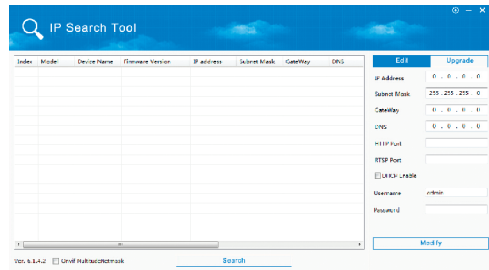 IP Search Tool
Index Model Device Name Firmware Version IP address Subnet Mask GateWay DNS
Edit Upgrade
IP Address 0 . 0 . 0 . 0
Subnet Mask 255 . 255 . 255 . 0
GateWay 0 . 0 . 0 . 0
DNS 0 . 0 . 0 . 0
HTTP Port
RTSP Port
DHCP Enable
Username admin
Password
Modify
Ver. 6.1.4.2 Onvif MultitudeNetmask Search